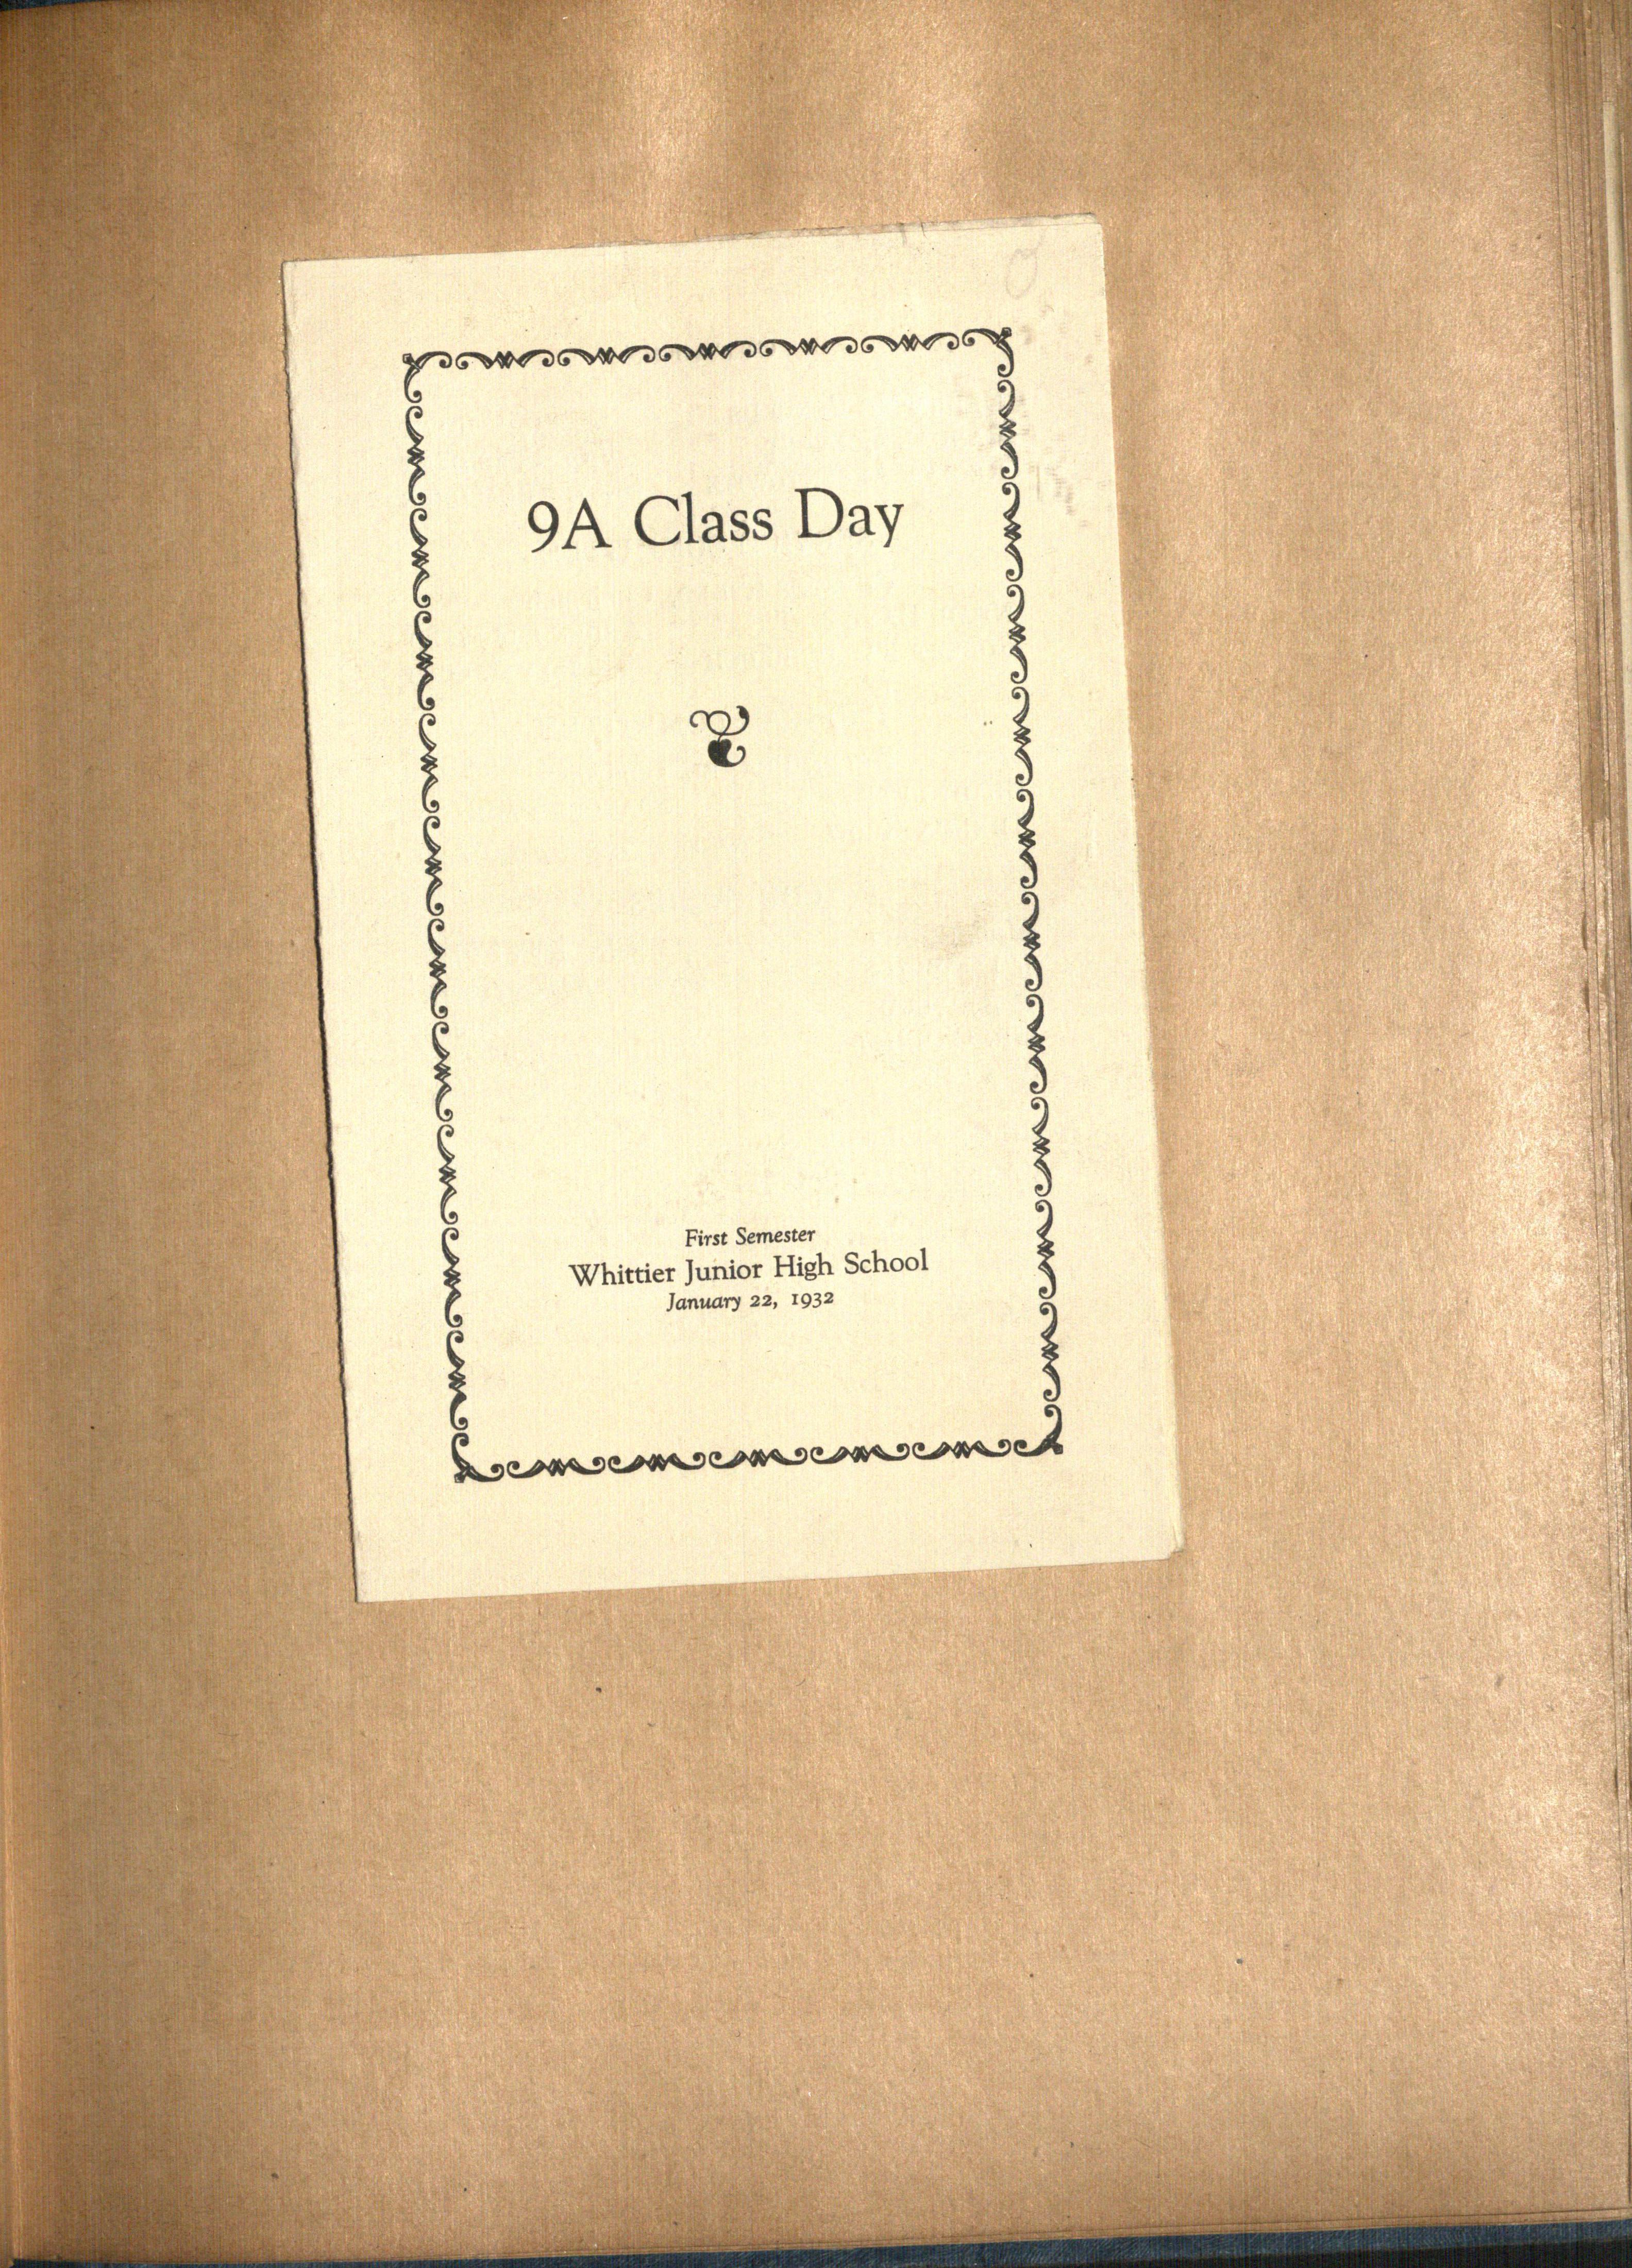 9A Class Day
First Semester
Whittier Junior High School
January 22, 1932